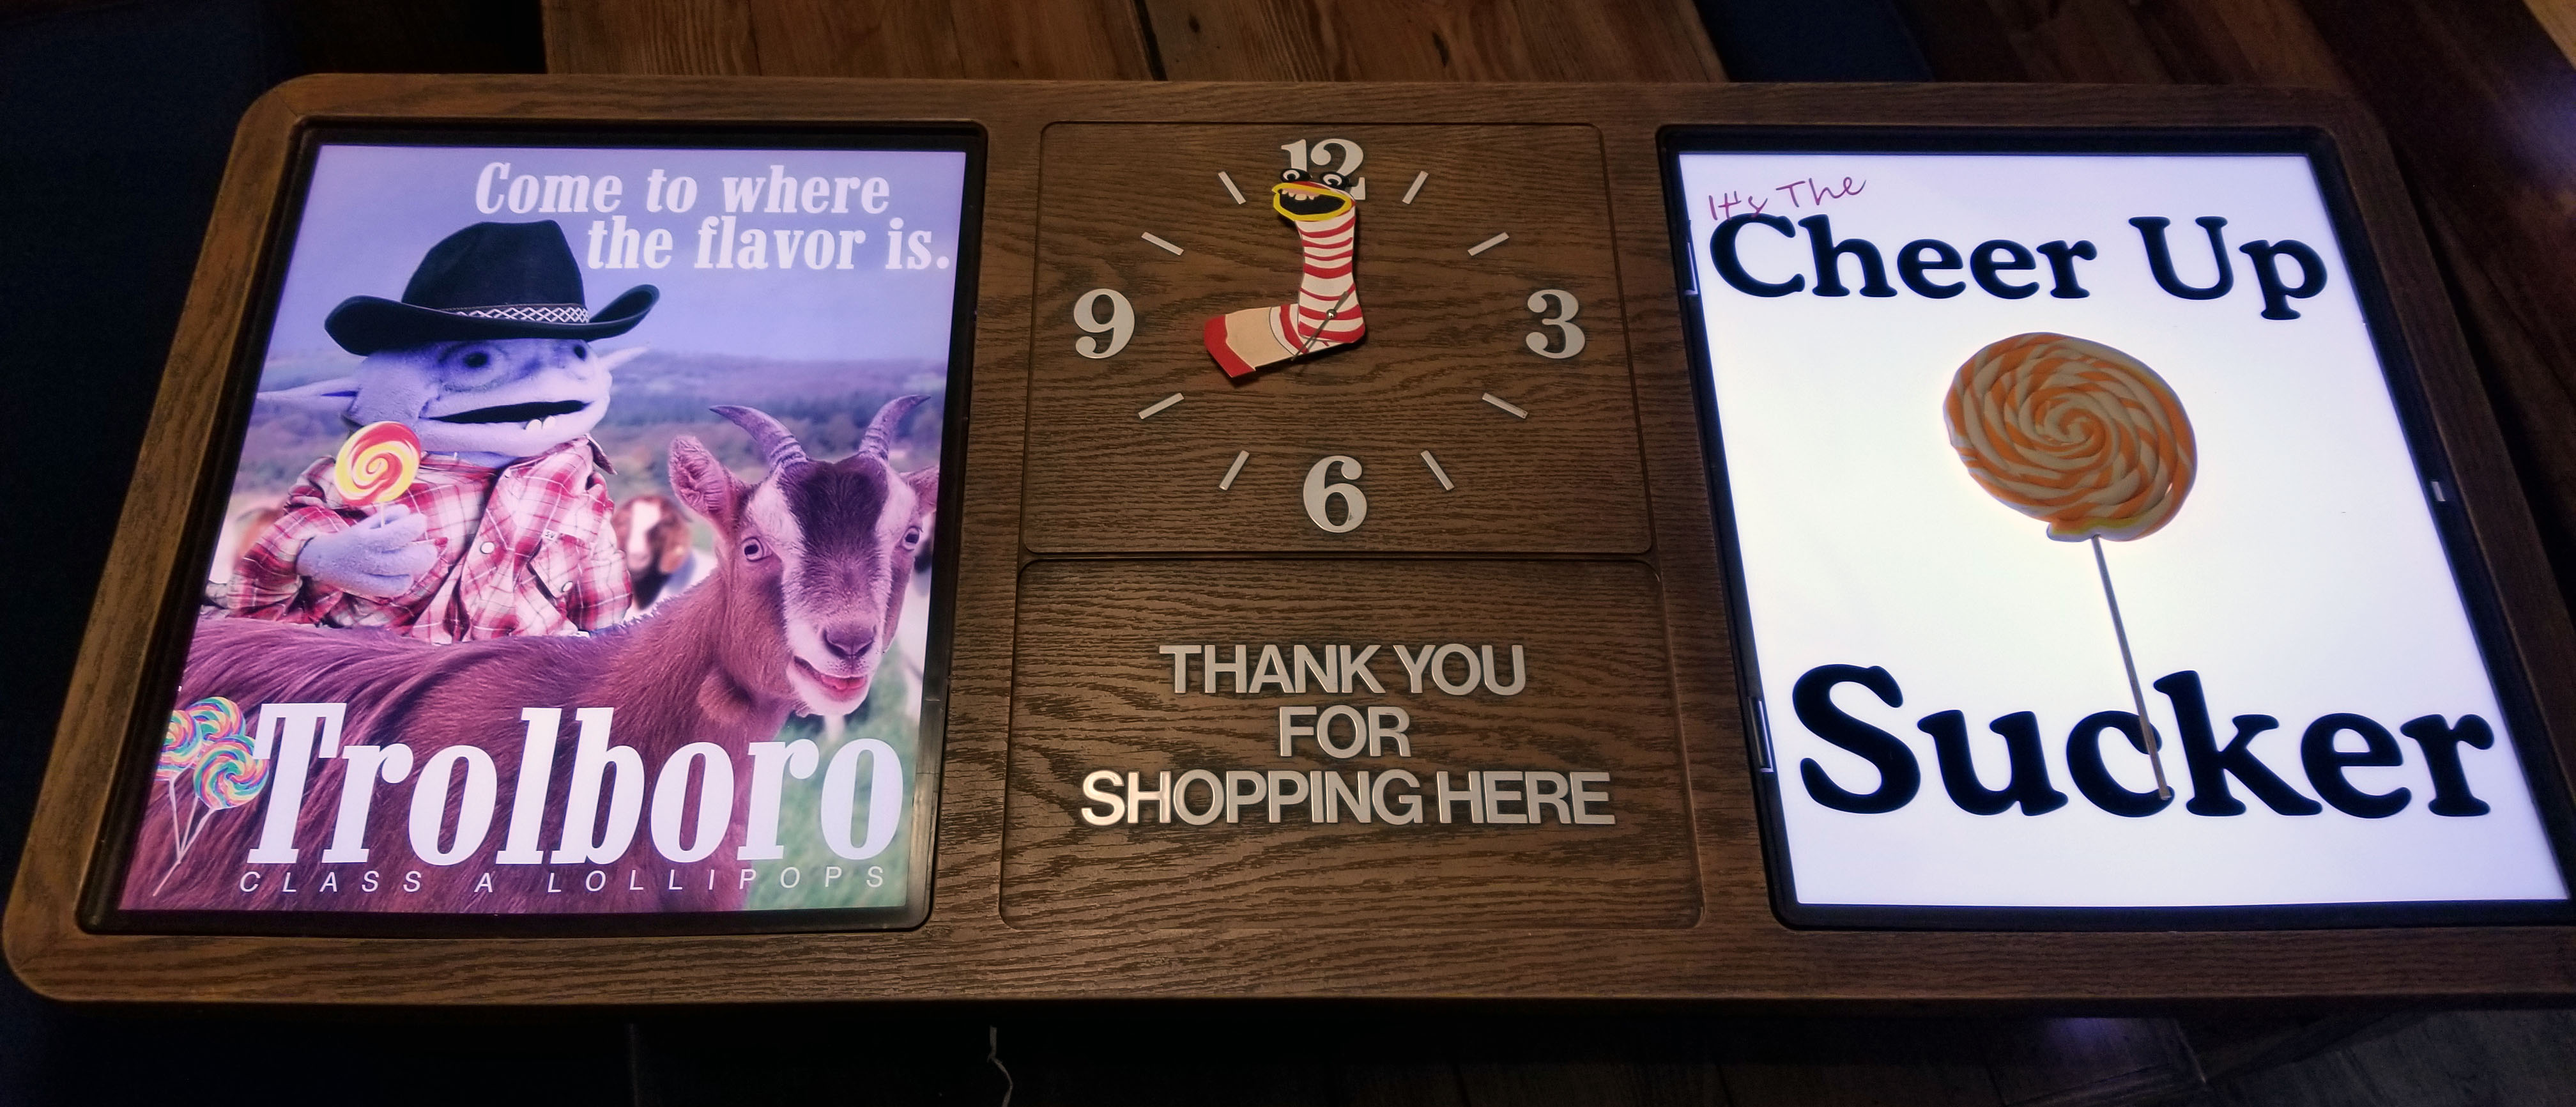 Come to where
the flavor is.
Trolboro
CLASS A LOLLIPOPS
12
9
3
6
THANK YOU
FOR
SHOPPING HERE
It's The
Cheer Up
Sucker